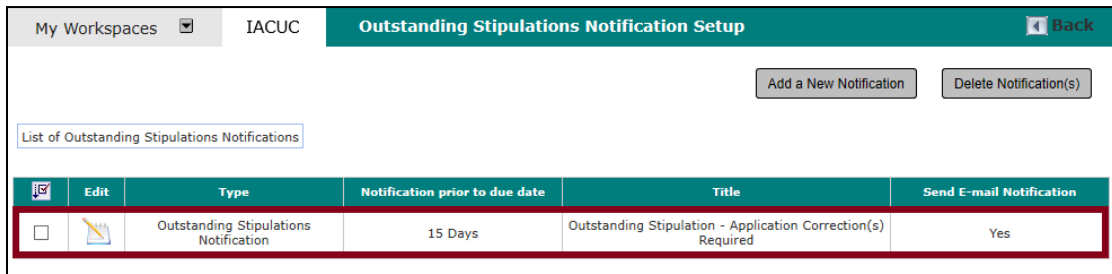 My Workspaces IACUC Outstanding Stipulations Notification Setup Back
Add a New Notification Delete Notification(s)
List of Outstanding Stipulations Notifications
Edit Type Notification prior to due date Title Send E-mail Notification
Outstanding Stipulations Notification 15 Days Outstanding Stipulation - Application Correction(s) Required Yes